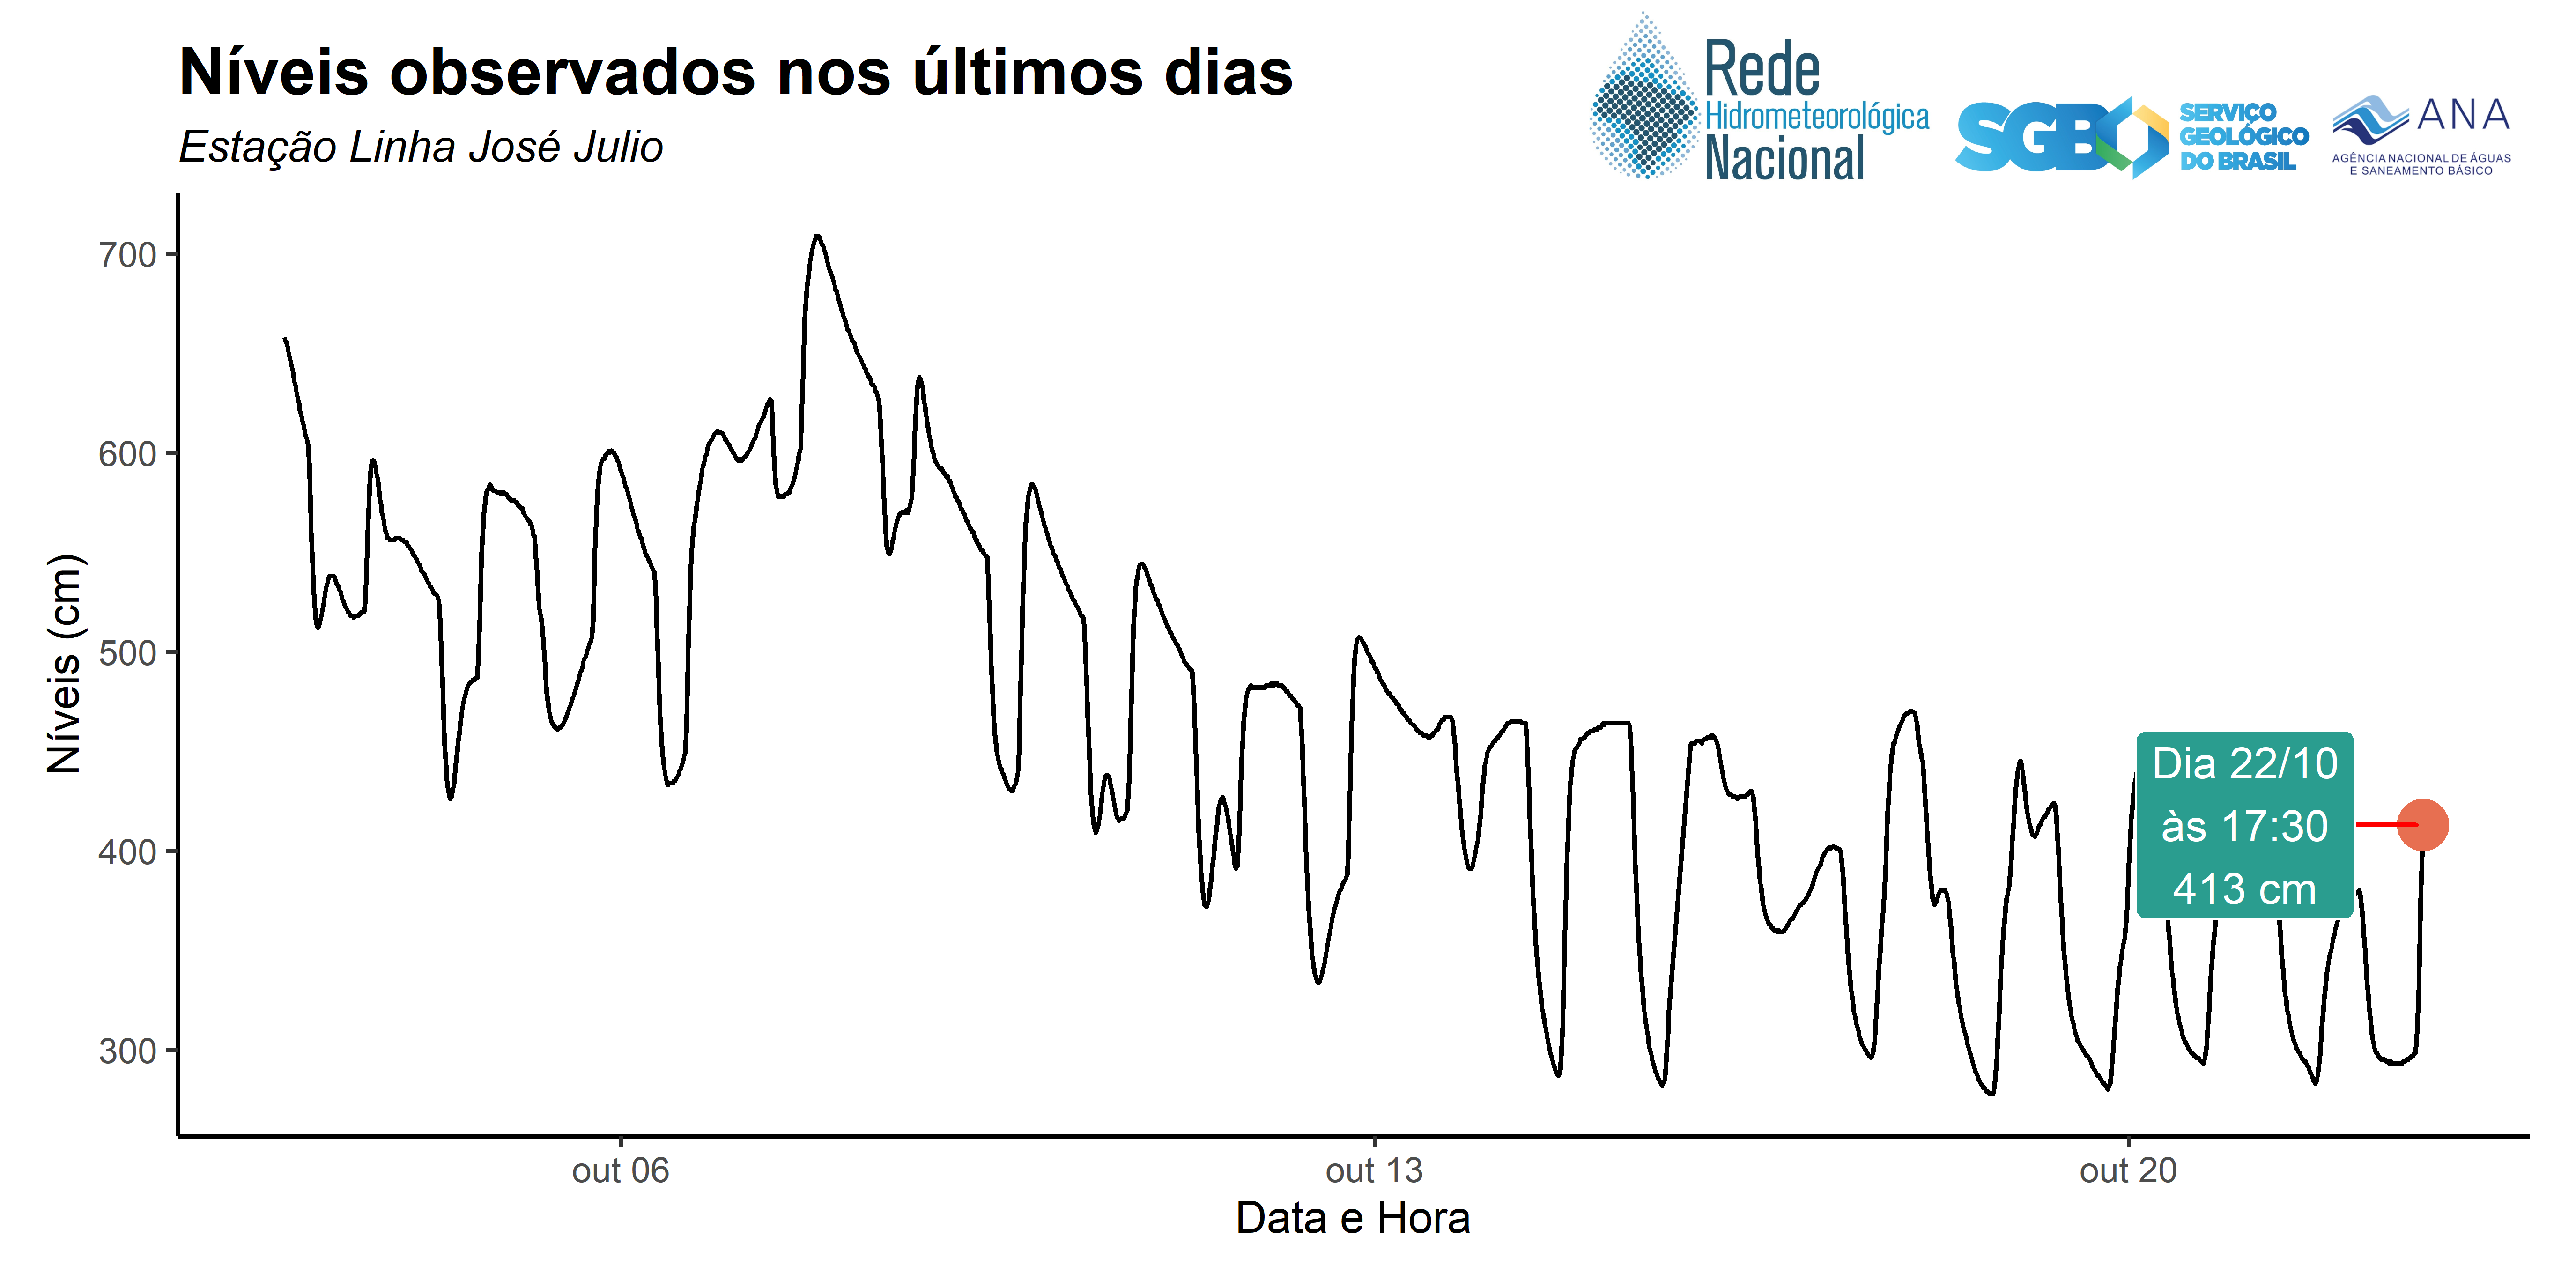 Níveis observados nos últimos dias
Estação Linha José Julio
Rede
Hidrometeorológica
Nacional
SGB
SERVIÇO
GEOLÓGICO
DO BRASIL
ANA
AGÊNCIA NACIONAL DE ÁGUAS
E SANEAMENTO BÁSICO
Níveis (cm)
700
600
500
400
300
Dia 22/10
às 17:30
413 cm
out 06
out 13
out 20
Data e Hora